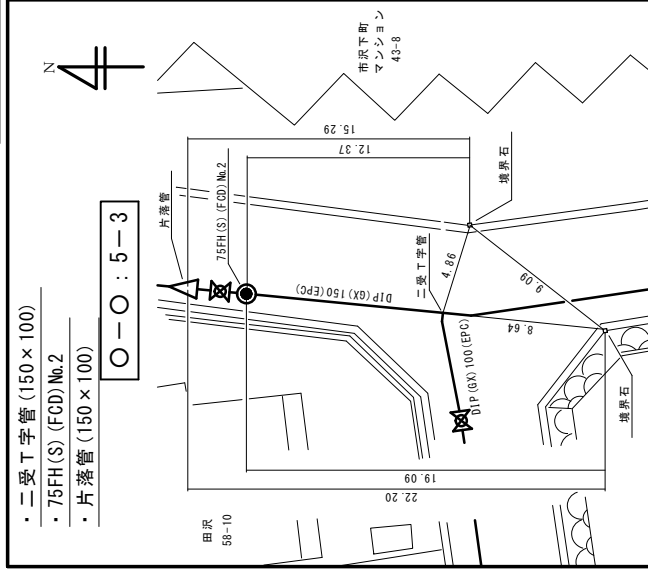 ・二受T字管(150×100)
・75FH(S)(FCD)No.2
・片落管(150×100)
○-○:5-3
N
市沢下町
マンション
43-8
片落管
75FH(S)(FCD)No.2
15.29
12.37
DIP(GX)150(EPC)
二受T字管
4.86
境界石
9.09
8.64
DIP(GX)100(EPC)
境界石
19.09
22.20
田沢
58-10